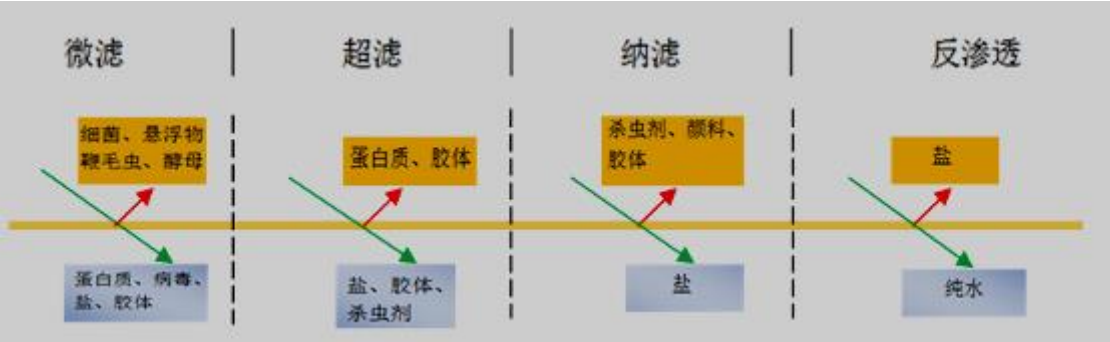 微滤
超滤
纳滤
反渗透
细菌、悬浮物
鞭毛虫、酵母
蛋白质、胶体
杀虫剂、颜料、
胶体
盐
蛋白质、病毒、
盐、胶体
盐、胶体、
杀虫剂
盐
纯水